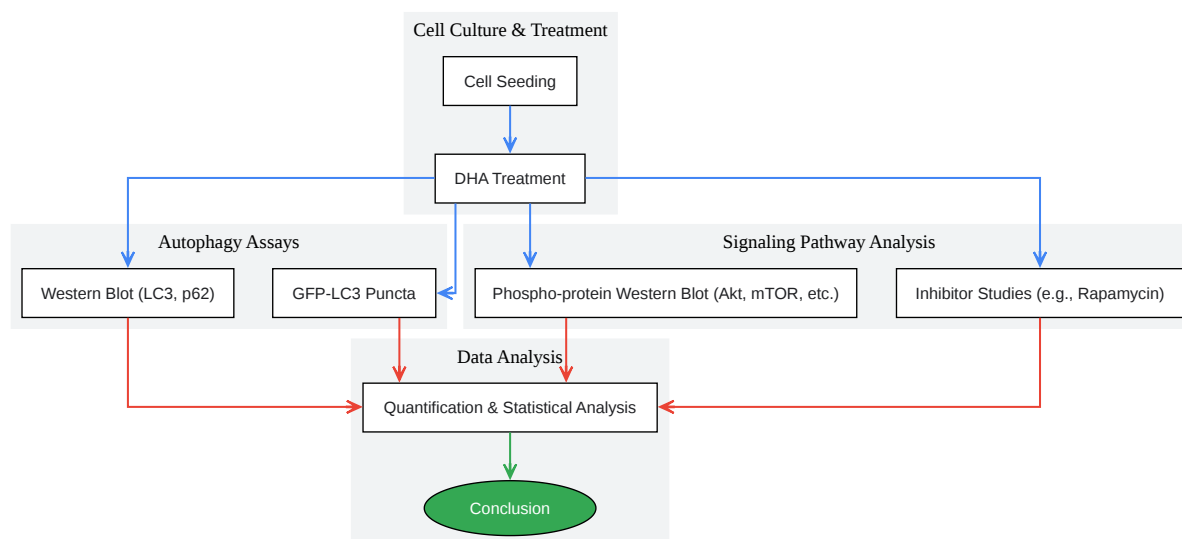 Cell Culture & Treatment
Cell Seeding
DHA Treatment
Autophagy Assays
Signaling Pathway Analysis
Western Blot (LC3, p62)
GFP-LC3 Puncta
Phospho-protein Western Blot (Akt, mTOR, etc.)
Inhibitor Studies (e.g., Rapamycin)
Data Analysis
Quantification & Statistical Analysis
Conclusion